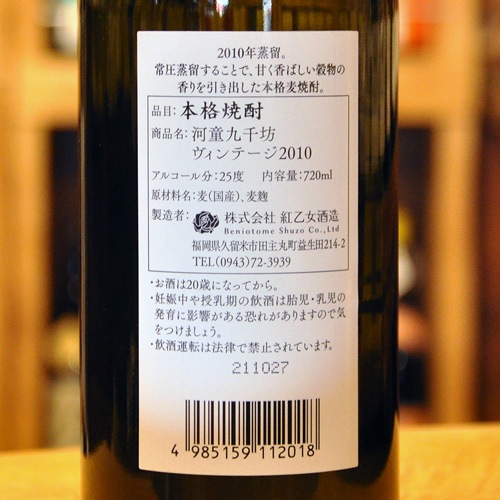 2010年蒸留。
常圧蒸留することで、甘く香ばしい穀物の
香りを引き出した本格麦焼酎。
品目：本格焼酎
商品名：河童九千坊
ヴィンテージ2010
アルコール分：25度　内容量：720ml
原材料名：麦（国産）、麦麹
製造者：株式会社 紅乙女酒造
Beniotome Shuzo Co.,Ltd
福岡県久留米市田主丸町益生田214-2
TEL(0943)72-3939
・お酒は20歳になってから。
・妊娠中や授乳期の飲酒は胎児・乳児の
発育に影響がある恐れがありますので気
をつけましょう。
・飲酒運転は法律で禁止されています。
211027
4 985159 112018